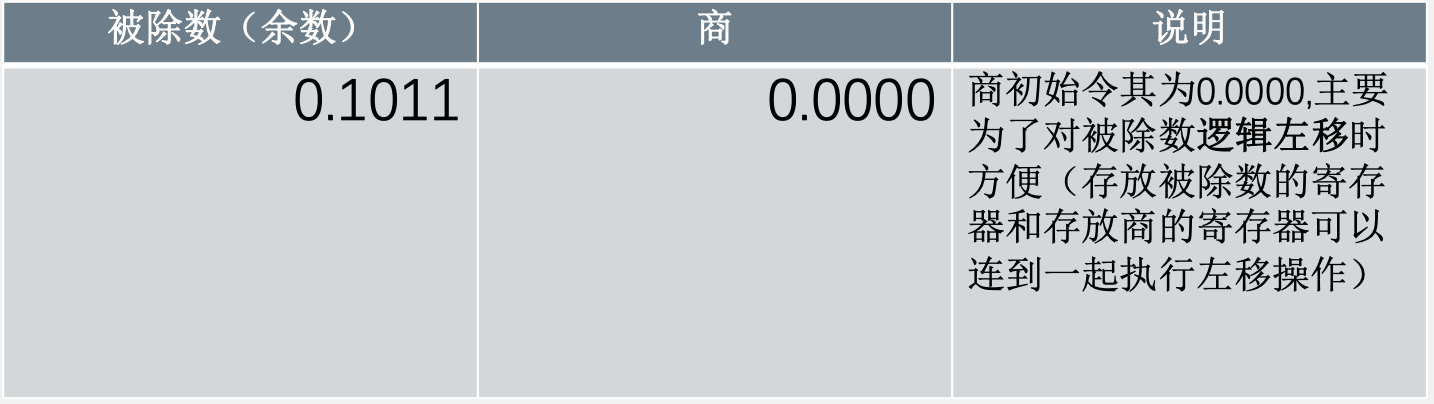 被除数（余数） 商 说明
0.1011 0.0000 商初始令其为0.0000,主要
为了对被除数逻辑左移时
方便（存放被除数的寄存
器和存放商的寄存器可以
连到一起执行左移操作）